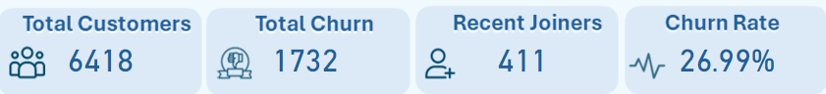 Total Customers
6418
Total Churn
1732
Recent Joiners
411
Churn Rate
26.99%